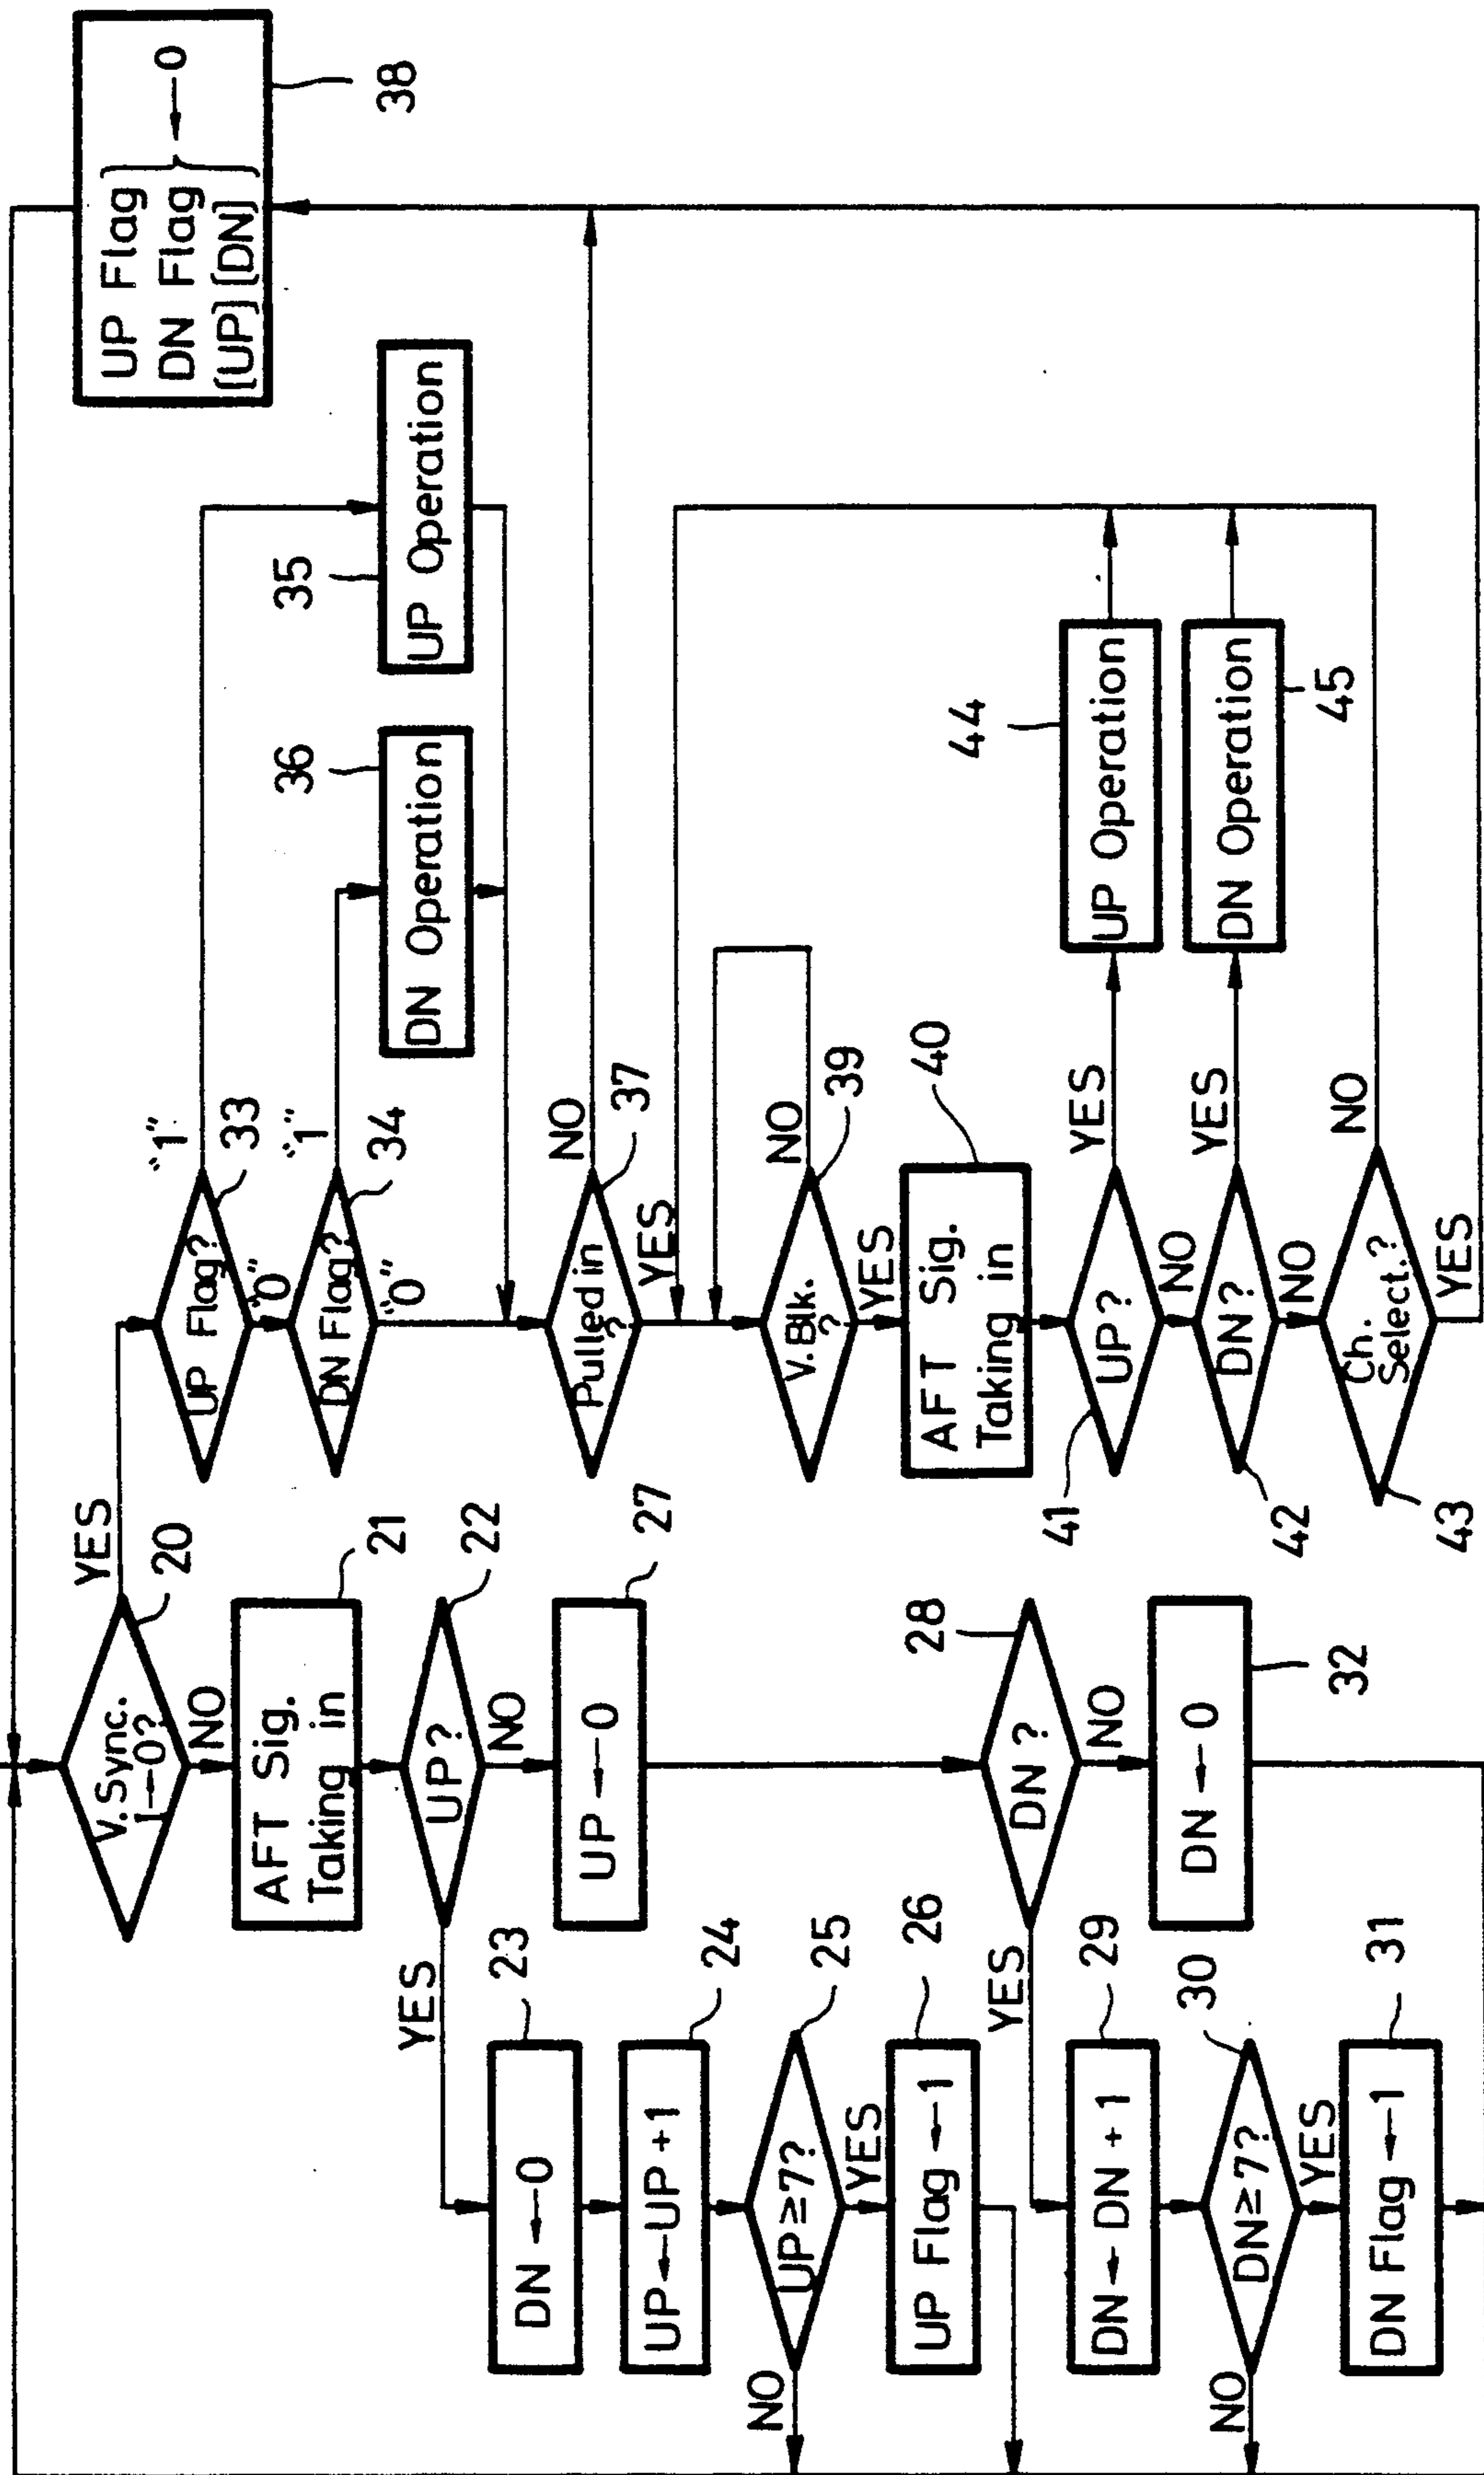 V. Sync.
1→0?
20
YES
NO
AFT Sig.
Taking in
21
UP?
22
YES
NO
DN ← 0
23
UP ← UP + 1
24
UP ≥ 7?
25
NO
YES
UP Flag ← 1
26
UP ← 0
27
DN ?
28
YES
NO
DN ← DN + 1
29
DN ≥ 7?
30
NO
YES
DN Flag ← 1
31
DN ← 0
32
UP Flag?
33
"1"
"0"
DN Flag?
34
"1"
"0"
35
UP Operation
36
DN Operation
Pulled in
?
37
NO
YES
UP Flag
DN Flag
[UP] [DN]
← 0
38
V. Blk.
?
39
NO
YES
AFT Sig.
Taking in
40
UP ?
41
YES
NO
44
UP Operation
DN ?
42
YES
NO
DN Operation
45
Ch.
Select. ?
43
NO
YES